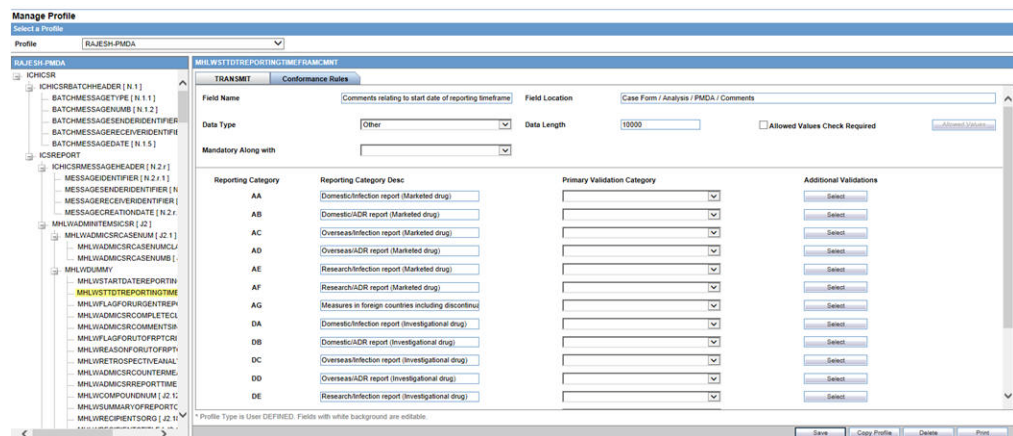 Manage Profile
Select a Profile
Profile RAJESH-PMDA
RAJESH-PMDA
ICHICSR
ICHICSRBATCHHEADER [ N.1 ]
BATCHMESSAGETYPE [ N.1.1 ]
BATCHMESSAGENUMB [ N.1.2 ]
BATCHMESSAGESENDERIDENTIFIER
BATCHMESSAGERECEIVERIDENTIFIE
BATCHMESSAGEDATE [ N.1.5 ]
ICSREPORT
ICHICSRMESSAGEHEADER [ N.2.r ]
MESSAGEIDENTIFIER [ N.2.r.1 ]
MESSAGESENDERIDENTIFIER [ N
MESSAGERECEIVERIDENTIFIER [
MESSAGECREATIONDATE [ N.2.r.
MHLWADMINITEMSICSR [ J2 ]
MHLWADMICSRCASENUM [ J2.1 ]
MHLWADMICSRCASENUMCLA
MHLWADMICSRCASENUMB [
MHLWDUMMY
MHLWSTARTDATEREPORTIN
MHLWSTTDTREPORTINGTIME
MHLWFLAGFORURGENTREP
MHLWADMICSRCOMPLETECL
MHLWADMICSRCOMMENTSIN
MHLWFLAGFORUTOFRPTCRI
MHLWREASONFORUTOFRPT
MHLWRETROSPECTIVEANAL
MHLWADMICSRCOUNTERME
MHLWADMICSRREPORTTIME
MHLWCOMPOUNDNUM [ J2.12
MHLWSUMMARYOFREPORTC
MHLWRECIPIENTSORG [ J2.1
MHLWSTTDTREPORTINGTIMEFRAMCMNT
TRANSMIT Conformance Rules
Field Name Comments relating to start date of reporting timeframe Field Location Case Form / Analysis / PMDA / Comments
Data Type Other Data Length 10000 Allowed Values Check Required Allowed Values
Mandatory Along with
Reporting Category Reporting Category Desc Primary Validation Category Additional Validations
AA Domestic/Infection report (Marketed drug) Select
AB Domestic/ADR report (Marketed drug) Select
AC Overseas/Infection report (Marketed drug) Select
AD Overseas/ADR report (Marketed drug) Select
AE Research/Infection report (Marketed drug) Select
AF Research/ADR report (Marketed drug) Select
AG Measures in foreign countries including discontinua Select
DA Domestic/Infection report (Investigational drug) Select
DB Domestic/ADR report (Investigational drug) Select
DC Overseas/Infection report (Investigational drug) Select
DD Overseas/ADR report (Investigational drug) Select
DE Research/Infection report (Investigational drug) Select
* Profile Type is User DEFINED. Fields with white background are editable.
Save Copy Profile Delete Print